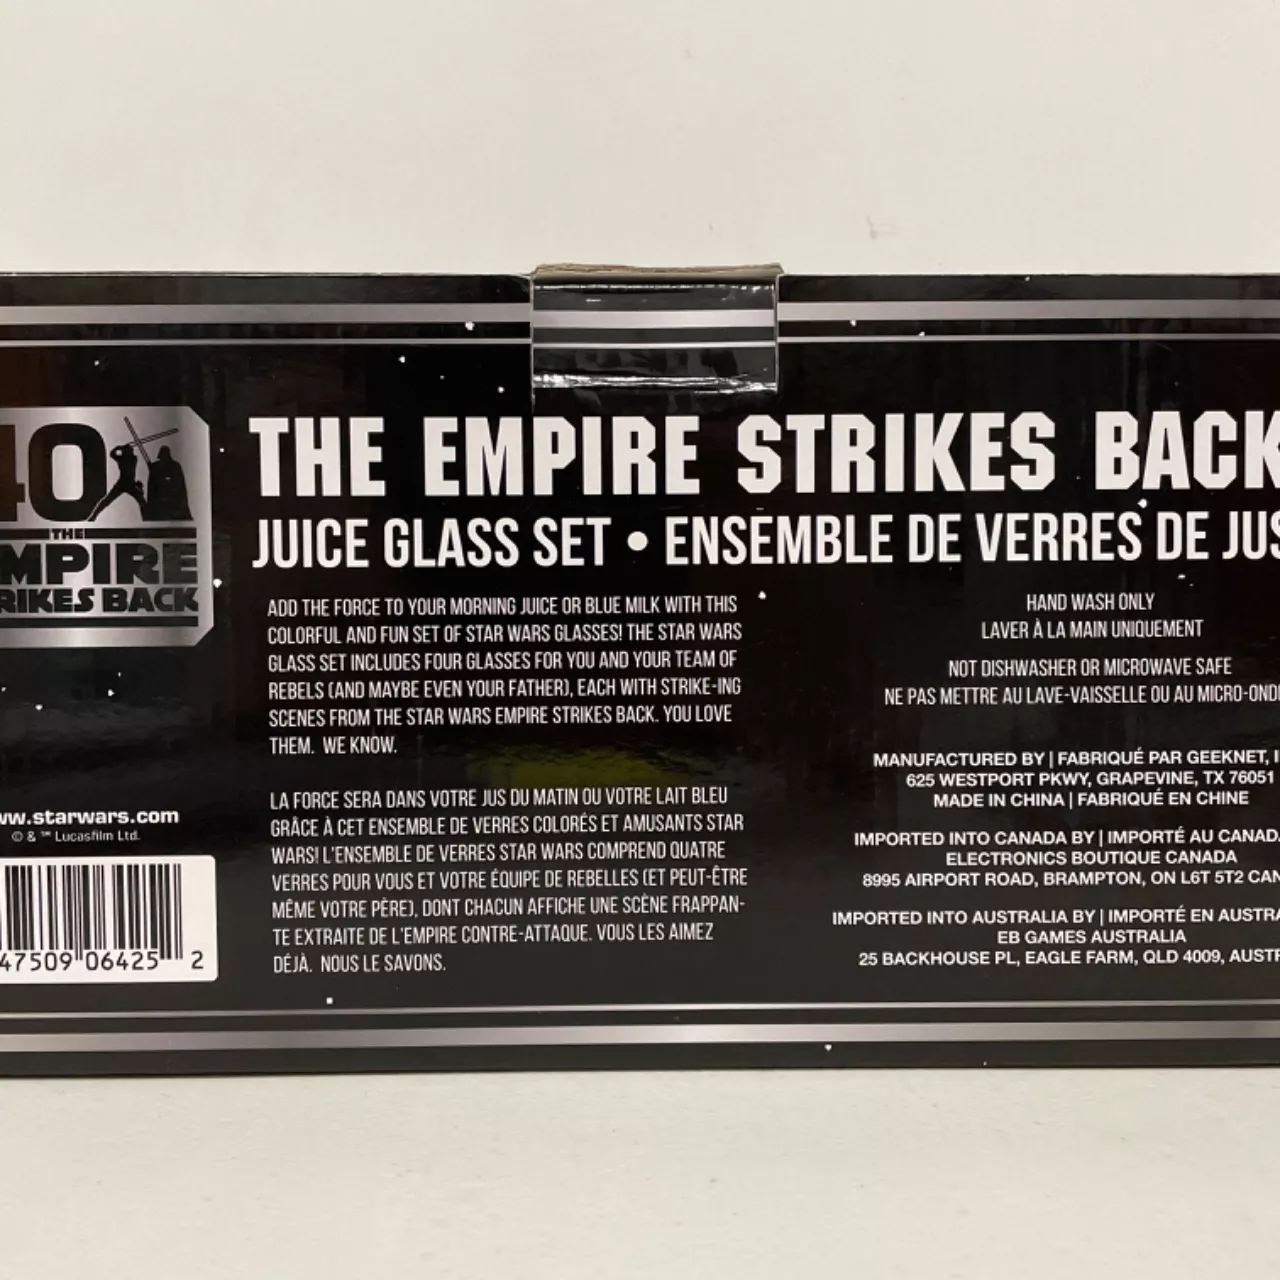 40
THE
EMPIRE
STRIKES BACK
www.starwars.com
© & ™ Lucasfilm Ltd.
47509 06425 2
THE EMPIRE STRIKES BACK
JUICE GLASS SET • ENSEMBLE DE VERRES DE JUS
ADD THE FORCE TO YOUR MORNING JUICE OR BLUE MILK WITH THIS
COLORFUL AND FUN SET OF STAR WARS GLASSES! THE STAR WARS
GLASS SET INCLUDES FOUR GLASSES FOR YOU AND YOUR TEAM OF
REBELS (AND MAYBE EVEN YOUR FATHER), EACH WITH STRIKE-ING
SCENES FROM THE STAR WARS EMPIRE STRIKES BACK. YOU LOVE
THEM. WE KNOW.
LA FORCE SERA DANS VOTRE JUS DU MATIN OU VOTRE LAIT BLEU
GRÂCE À CET ENSEMBLE DE VERRES COLORÉS ET AMUSANTS STAR
WARS! L'ENSEMBLE DE VERRES STAR WARS COMPREND QUATRE
VERRES POUR VOUS ET VOTRE ÉQUIPE DE REBELLES (ET PEUT-ÊTRE
MÊME VOTRE PÈRE), DONT CHACUN AFFICHE UNE SCÈNE FRAPPAN-
TE EXTRAITE DE L'EMPIRE CONTRE-ATTAQUE. VOUS LES AIMEZ
DÉJÀ. NOUS LE SAVONS.
HAND WASH ONLY
LAVER À LA MAIN UNIQUEMENT
NOT DISHWASHER OR MICROWAVE SAFE
NE PAS METTRE AU LAVE-VAISSELLE OU AU MICRO-OND
MANUFACTURED BY | FABRIQUÉ PAR GEEKNET, I
625 WESTPORT PKWY, GRAPEVINE, TX 76051
MADE IN CHINA | FABRIQUÉ EN CHINE
IMPORTED INTO CANADA BY | IMPORTÉ AU CANADA
ELECTRONICS BOUTIQUE CANADA
8995 AIRPORT ROAD, BRAMPTON, ON L6T 5T2 CAN
IMPORTED INTO AUSTRALIA BY | IMPORTÉ EN AUSTRA
EB GAMES AUSTRALIA
25 BACKHOUSE PL, EAGLE FARM, QLD 4009, AUSTR